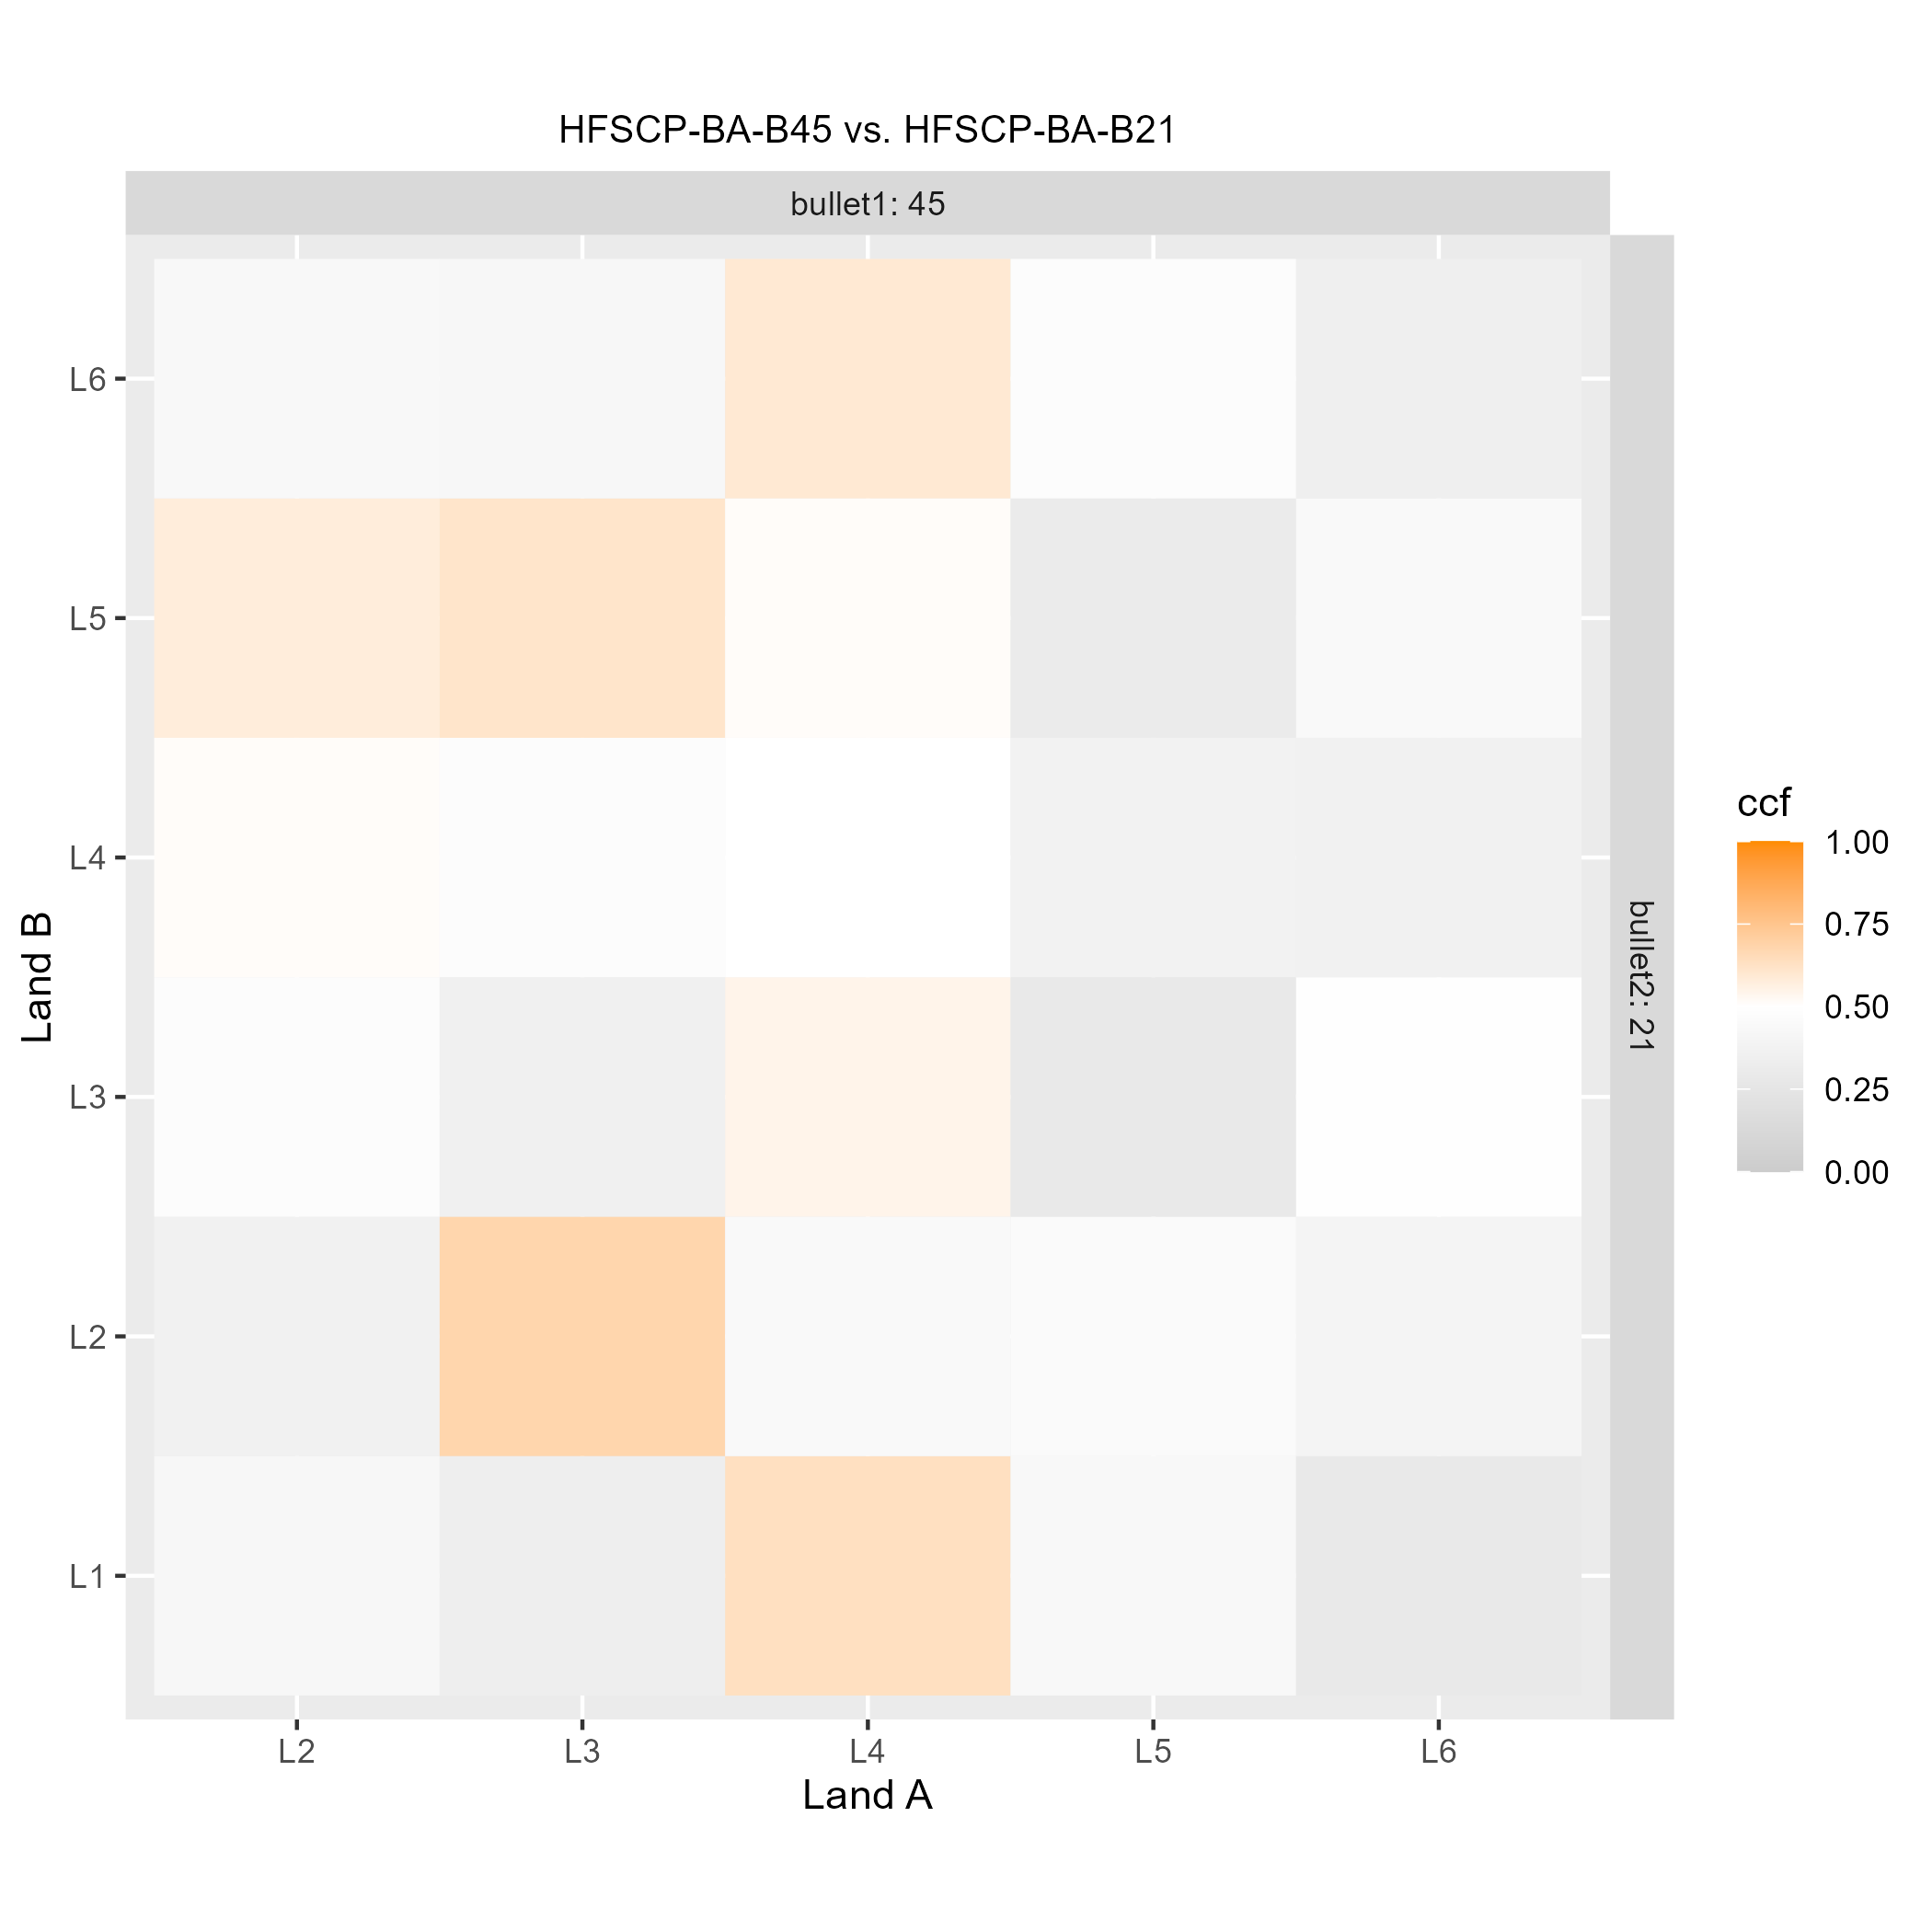 HFSCP-BA-B45 vs. HFSCP-BA-B21
bullet1: 45
L6
L5
L4
L3
L2
L1
Land B
bullet2: 21
L2
L3
L4
L5
L6
Land A
ccf
1.00
0.75
0.50
0.25
0.00